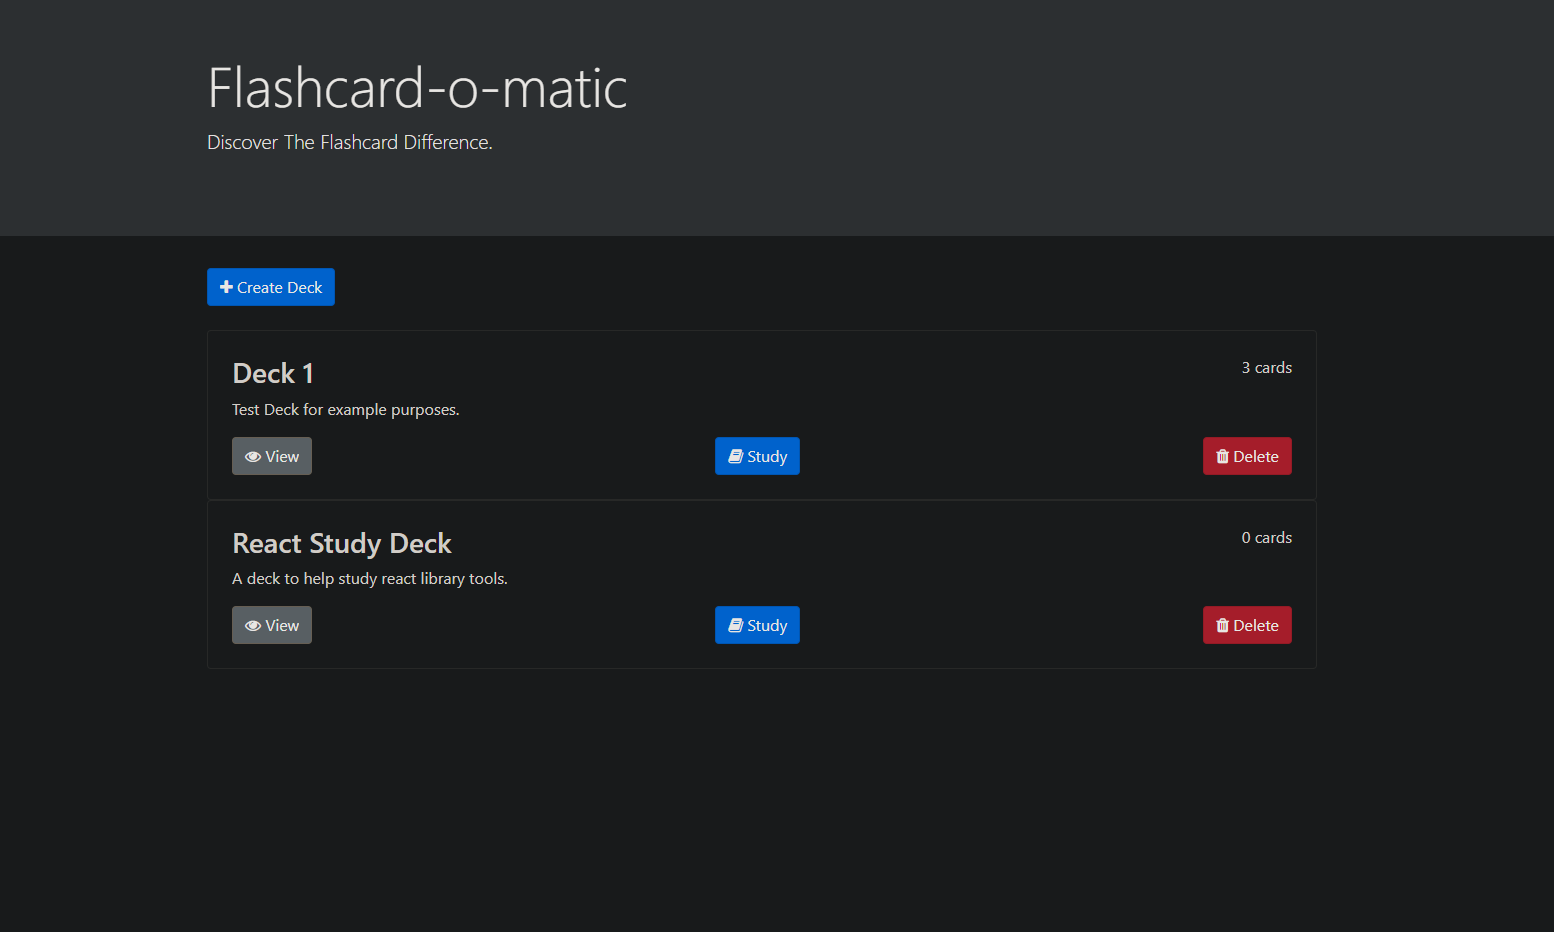 Flashcard-o-matic
Discover The Flashcard Difference.
Create Deck
Deck 1
3 cards
Test Deck for example purposes.
View
Study
Delete
React Study Deck
0 cards
A deck to help study react library tools.
View
Study
Delete